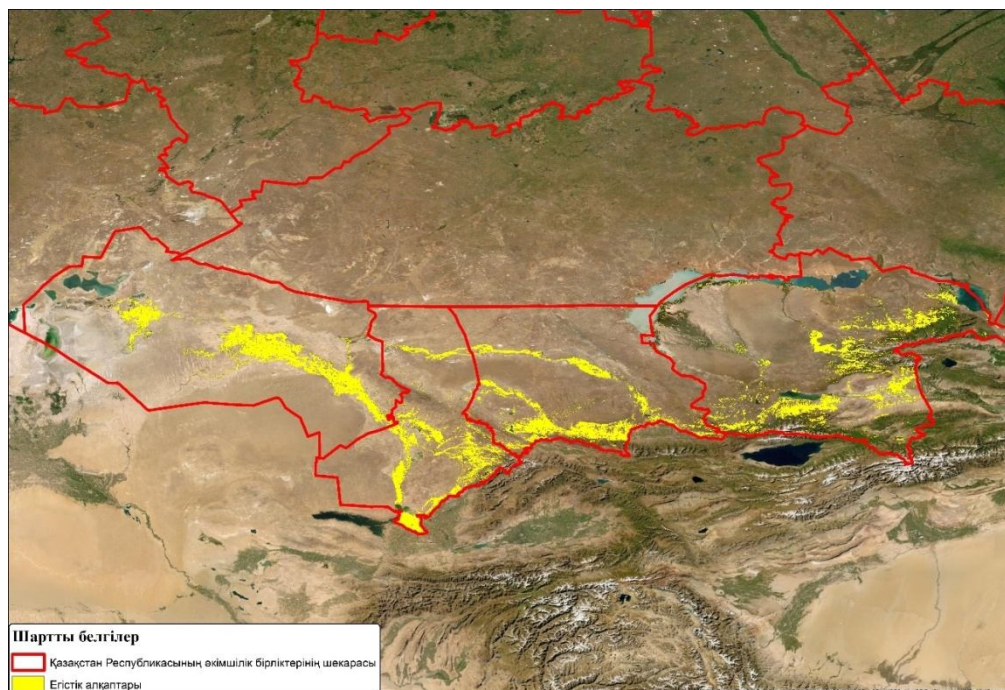 Шартты белгілер
Қазақстан Республикасының әкімшілік бірліктерінің шекарасы
Егістік алқаптары